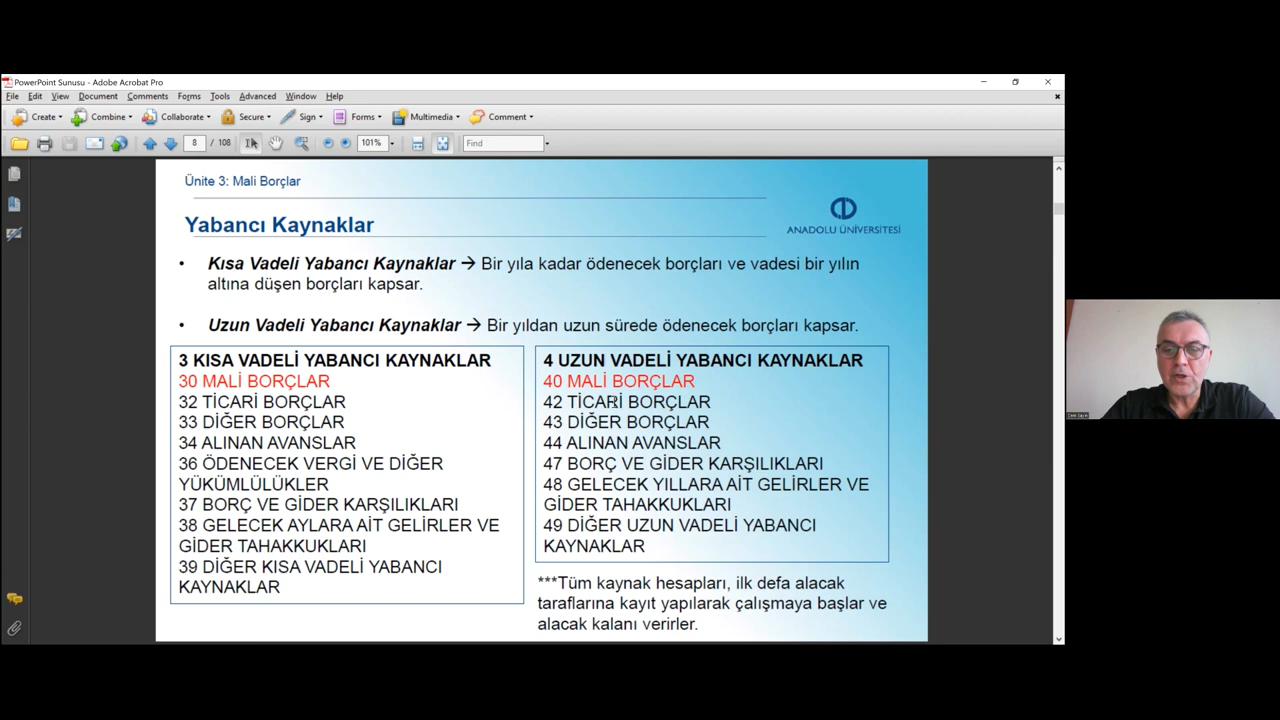 PowerPoint Sunusu - Adobe Acrobat Pro
File Edit View Document Comments Forms Tools Advanced Window Help
Create Combine Collaborate Secure Sign Forms Multimedia Comment
8 / 108 101% Find
Ünite 3: Mali Borçlar
Yabancı Kaynaklar
ANADOLU ÜNİVERSİTESİ
• Kısa Vadeli Yabancı Kaynaklar → Bir yıla kadar ödenecek borçları ve vadesi bir yılın
altına düşen borçları kapsar.
• Uzun Vadeli Yabancı Kaynaklar → Bir yıldan uzun sürede ödenecek borçları kapsar.
3 KISA VADELİ YABANCI KAYNAKLAR
30 MALİ BORÇLAR
32 TİCARİ BORÇLAR
33 DİĞER BORÇLAR
34 ALINAN AVANSLAR
36 ÖDENECEK VERGİ VE DİĞER
YÜKÜMLÜLÜKLER
37 BORÇ VE GİDER KARŞILIKLARI
38 GELECEK AYLARA AİT GELİRLER VE
GİDER TAHAKKUKLARI
39 DİĞER KISA VADELİ YABANCI
KAYNAKLAR
4 UZUN VADELİ YABANCI KAYNAKLAR
40 MALİ BORÇLAR
42 TİCARİ BORÇLAR
43 DİĞER BORÇLAR
44 ALINAN AVANSLAR
47 BORÇ VE GİDER KARŞILIKLARI
48 GELECEK YILLARA AİT GELİRLER VE
GİDER TAHAKKUKLARI
49 DİĞER UZUN VADELİ YABANCI
KAYNAKLAR
***Tüm kaynak hesapları, ilk defa alacak
taraflarına kayıt yapılarak çalışmaya başlar ve
alacak kalanı verirler.